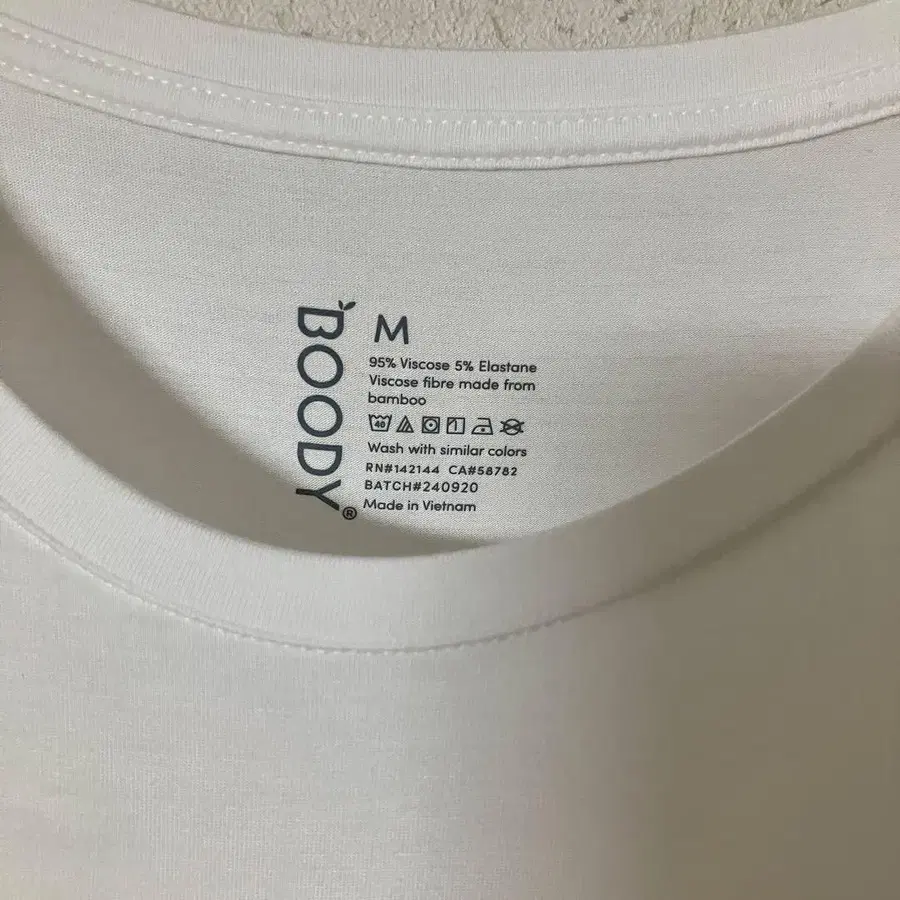 BOODY®
M
95% Viscose 5% Elastane
Viscose fibre made from
bamboo
40
Wash with similar colors
RN#142144 CA#58782
BATCH#240920
Made in Vietnam